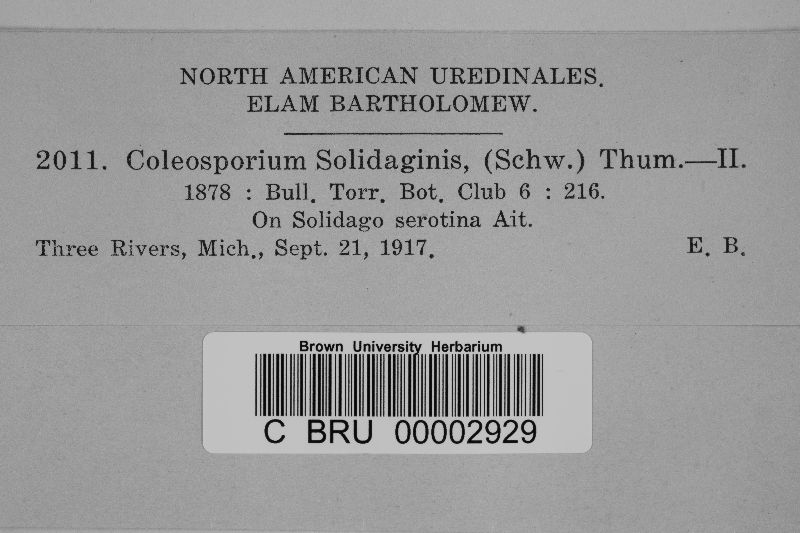 NORTH AMERICAN UREDINALES.
ELAM BARTHOLOMEW.
2011. Coleosporium Solidaginis, (Schw.) Thum.—II.
1878 : Bull. Torr. Bot. Club 6 : 216.
On Solidago serotina Ait.
Three Rivers, Mich., Sept. 21, 1917. E. B.
Brown University Herbarium
C BRU 00002929